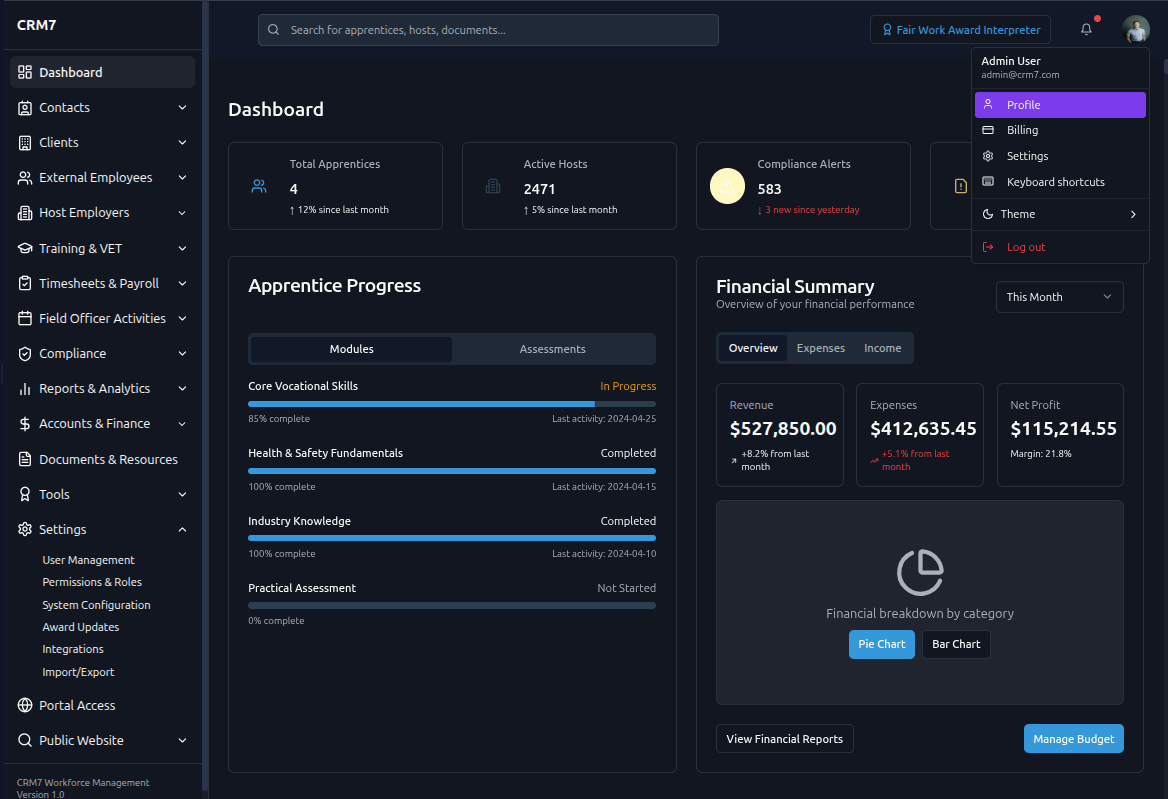 CRM7
Search for apprentices, hosts, documents...
Fair Work Award Interpreter
Admin User
admin@crm7.com
Profile
Billing
Settings
Keyboard shortcuts
Theme
Log out
Dashboard
Contacts
Clients
External Employees
Host Employers
Training & VET
Timesheets & Payroll
Field Officer Activities
Compliance
Reports & Analytics
Accounts & Finance
Documents & Resources
Tools
Settings
User Management
Permissions & Roles
System Configuration
Award Updates
Integrations
Import/Export
Portal Access
Public Website
CRM7 Workforce Management
Version 1.0
Dashboard
Total Apprentices
4
↑ 12% since last month
Active Hosts
2471
↑ 5% since last month
Compliance Alerts
583
↓ 3 new since yesterday
Apprentice Progress
Modules
Assessments
Core Vocational Skills
In Progress
85% complete
Last activity: 2024-04-25
Health & Safety Fundamentals
Completed
100% complete
Last activity: 2024-04-15
Industry Knowledge
Completed
100% complete
Last activity: 2024-04-10
Practical Assessment
Not Started
0% complete
Financial Summary
Overview of your financial performance
This Month
Overview
Expenses
Income
Revenue
$527,850.00
+8.2% from last
month
Expenses
$412,635.45
+5.1% from last
month
Net Profit
$115,214.55
Margin: 21.8%
Financial breakdown by category
Pie Chart
Bar Chart
View Financial Reports
Manage Budget